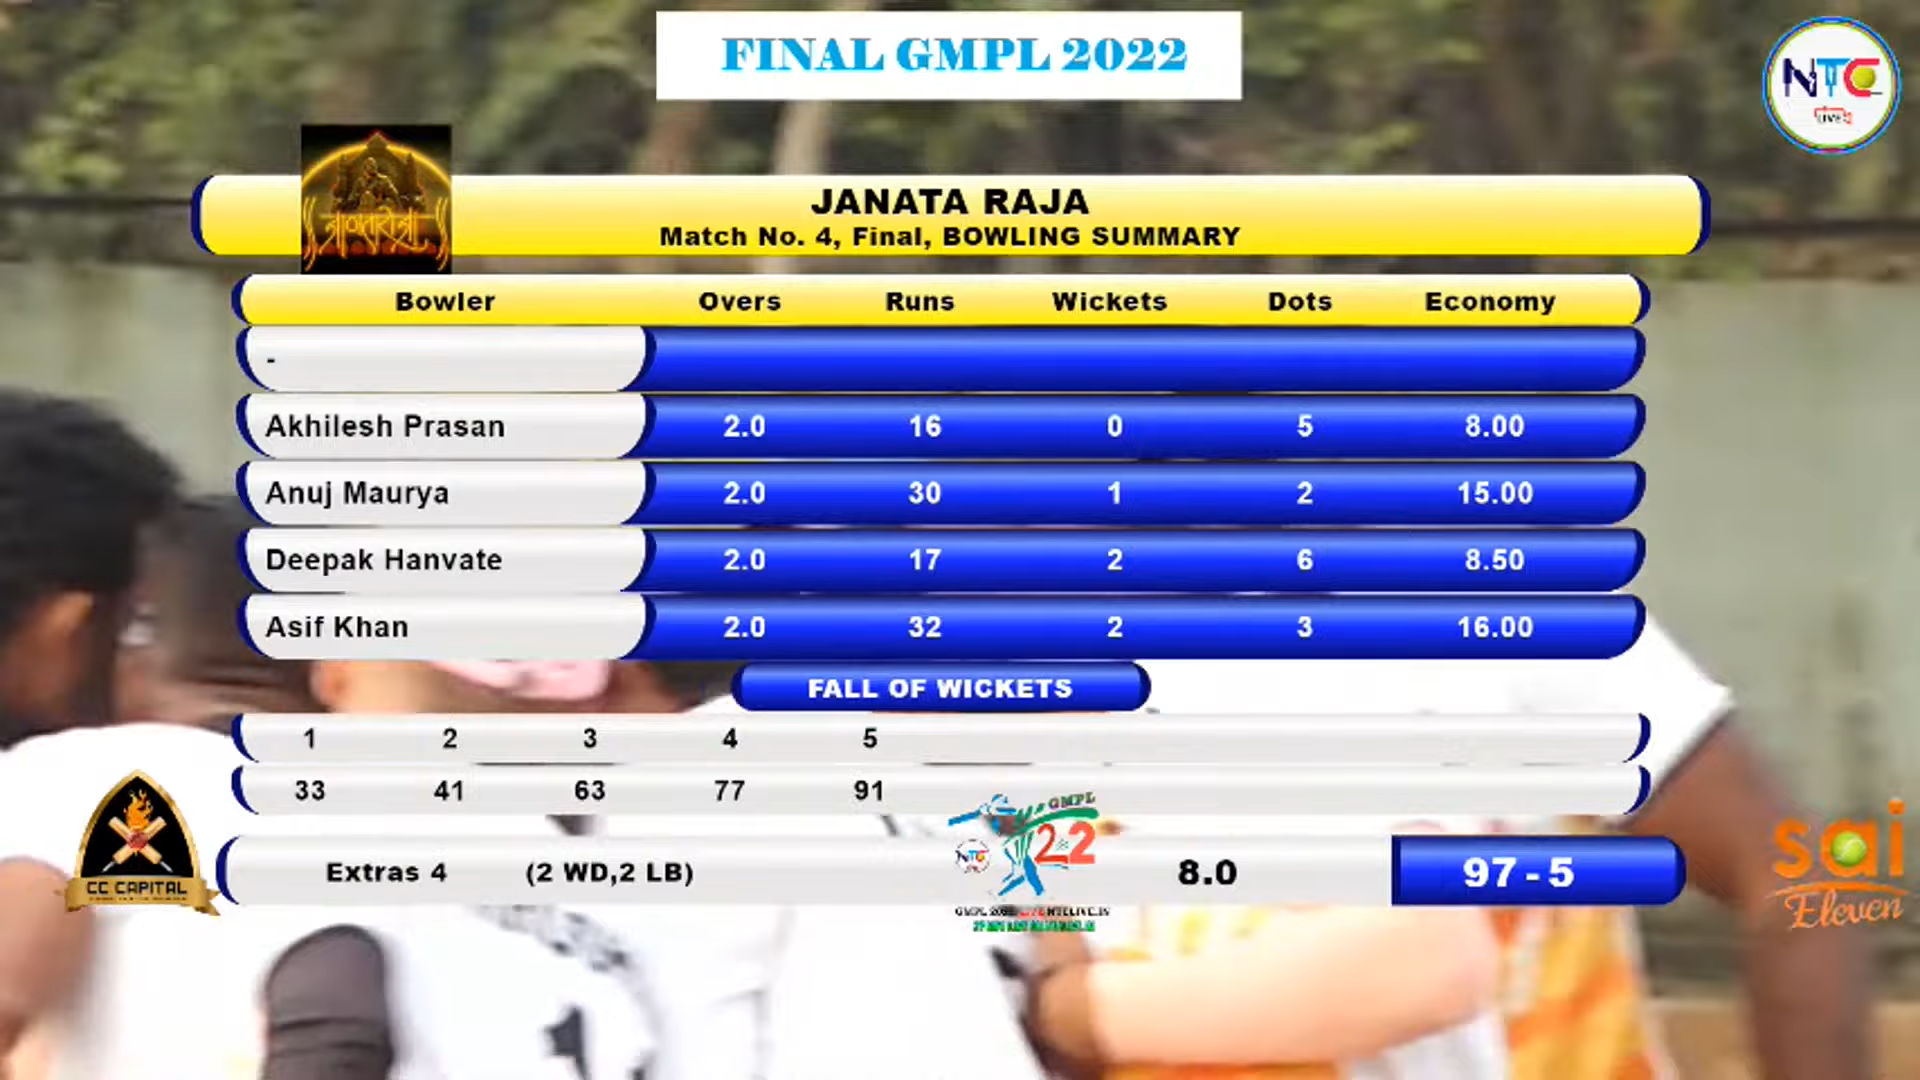 FINAL GMPL 2022
NTC
LIVE
JANATA RAJA
Match No. 4, Final, BOWLING SUMMARY
Bowler Overs Runs Wickets Dots Economy
-
Akhilesh Prasan 2.0 16 0 5 8.00
Anuj Maurya 2.0 30 1 2 15.00
Deepak Hanvate 2.0 17 2 6 8.50
Asif Khan 2.0 32 2 3 16.00
FALL OF WICKETS
1 2 3 4 5
33 41 63 77 91
GMPL
NTC
Extras 4 (2 WD,2 LB) 8.0 97 - 5
CC CAPITAL
sai
Eleven